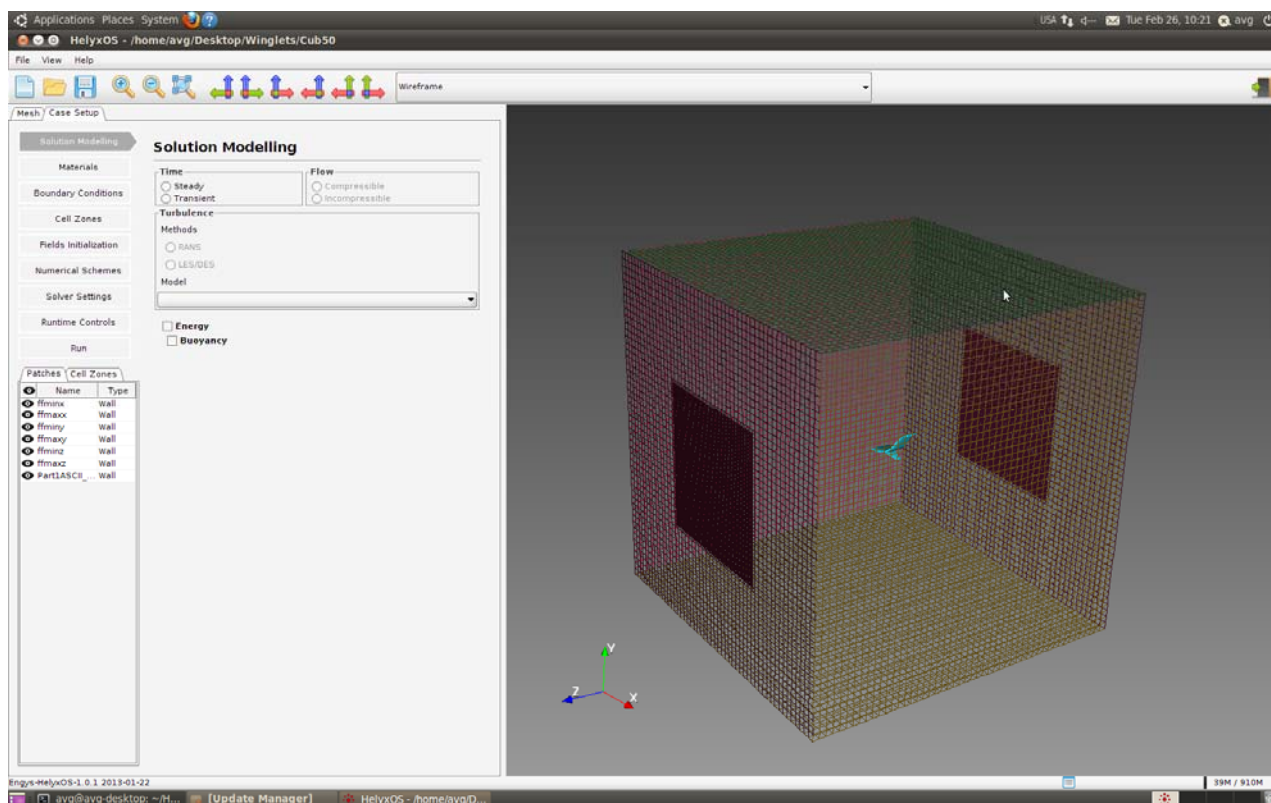 Applications Places System
USA Tue Feb 26, 10:21 avg
HelyxOS - /home/avg/Desktop/Winglets/Cub50
File View Help
Wireframe
Mesh Case Setup
Solution Modelling
Materials
Boundary Conditions
Cell Zones
Fields Initialization
Numerical Schemes
Solver Settings
Runtime Controls
Run
Solution Modelling
Time
Steady
Transient
Flow
Compressible
Incompressible
Turbulence
Methods
RANS
LES/DES
Model
Energy
Buoyancy
Patches Cell Zones
Name Type
ffminx Wall
ffmaxx Wall
ffminy Wall
ffmaxy Wall
ffminz Wall
ffmaxz Wall
Part1ASCII_... Wall
Y
Z
X
Engys-HelyxOS-1.0.1 2013-01-22
39M / 910M
avg@avg-desktop: ~/H...
[Update Manager]
HelyxOS - /home/avg/D...